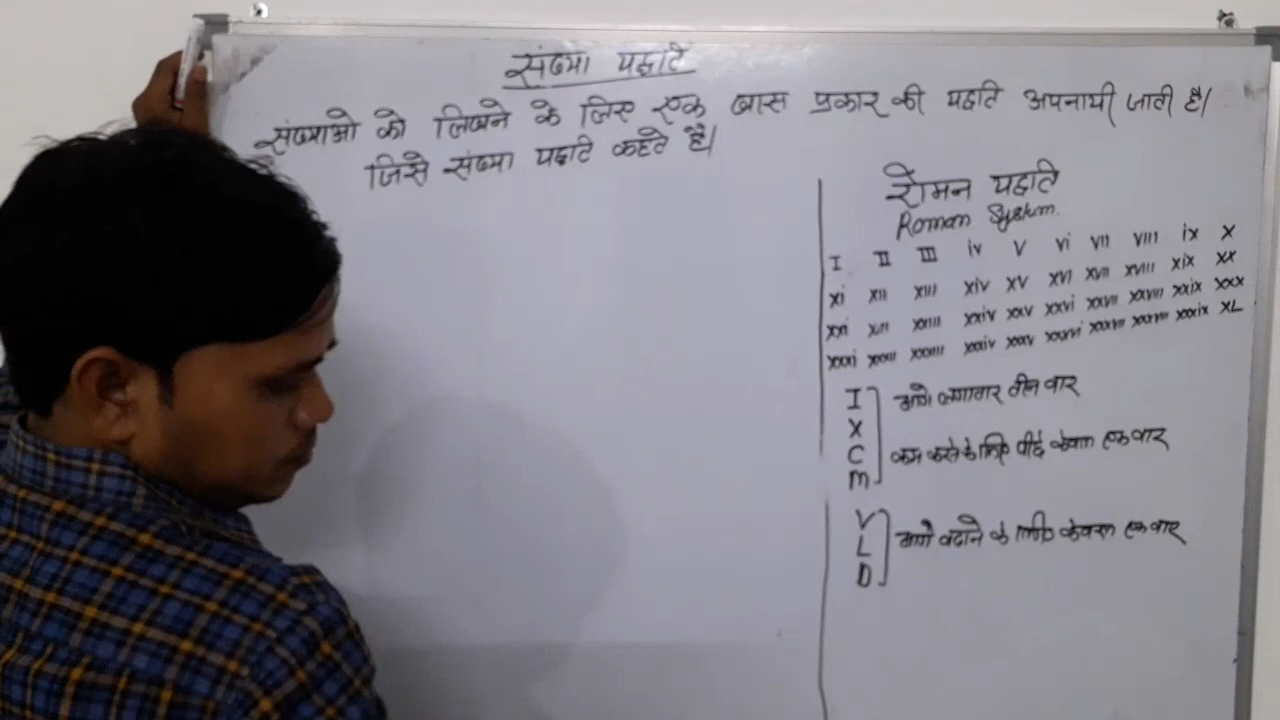 संख्या पद्धति
संख्याओ को लिखने के लिए एक खास प्रकार की पद्धति अपनायी जाती है।
जिसे संख्या पद्धति कहते है।
रोमन पद्धति
Roman System.
I II III iv V Vi VII VIII ix X
xi XII XIII Xiv XV XVI XVII XVIII Xix XX
xxi XXIII xxiv xxv xxvi xxvii xxviii xxix xxx
xxxi xxxii xxxiii xxxiv xxxv xxxvi xxxvii xxxviii xxxix XL
I
X
C
M
आगे लगातार तीन बार
कम करने के लिए पीछे केवल एक बार
V
L
D
आगे बढाने के लिए केवल एक बार